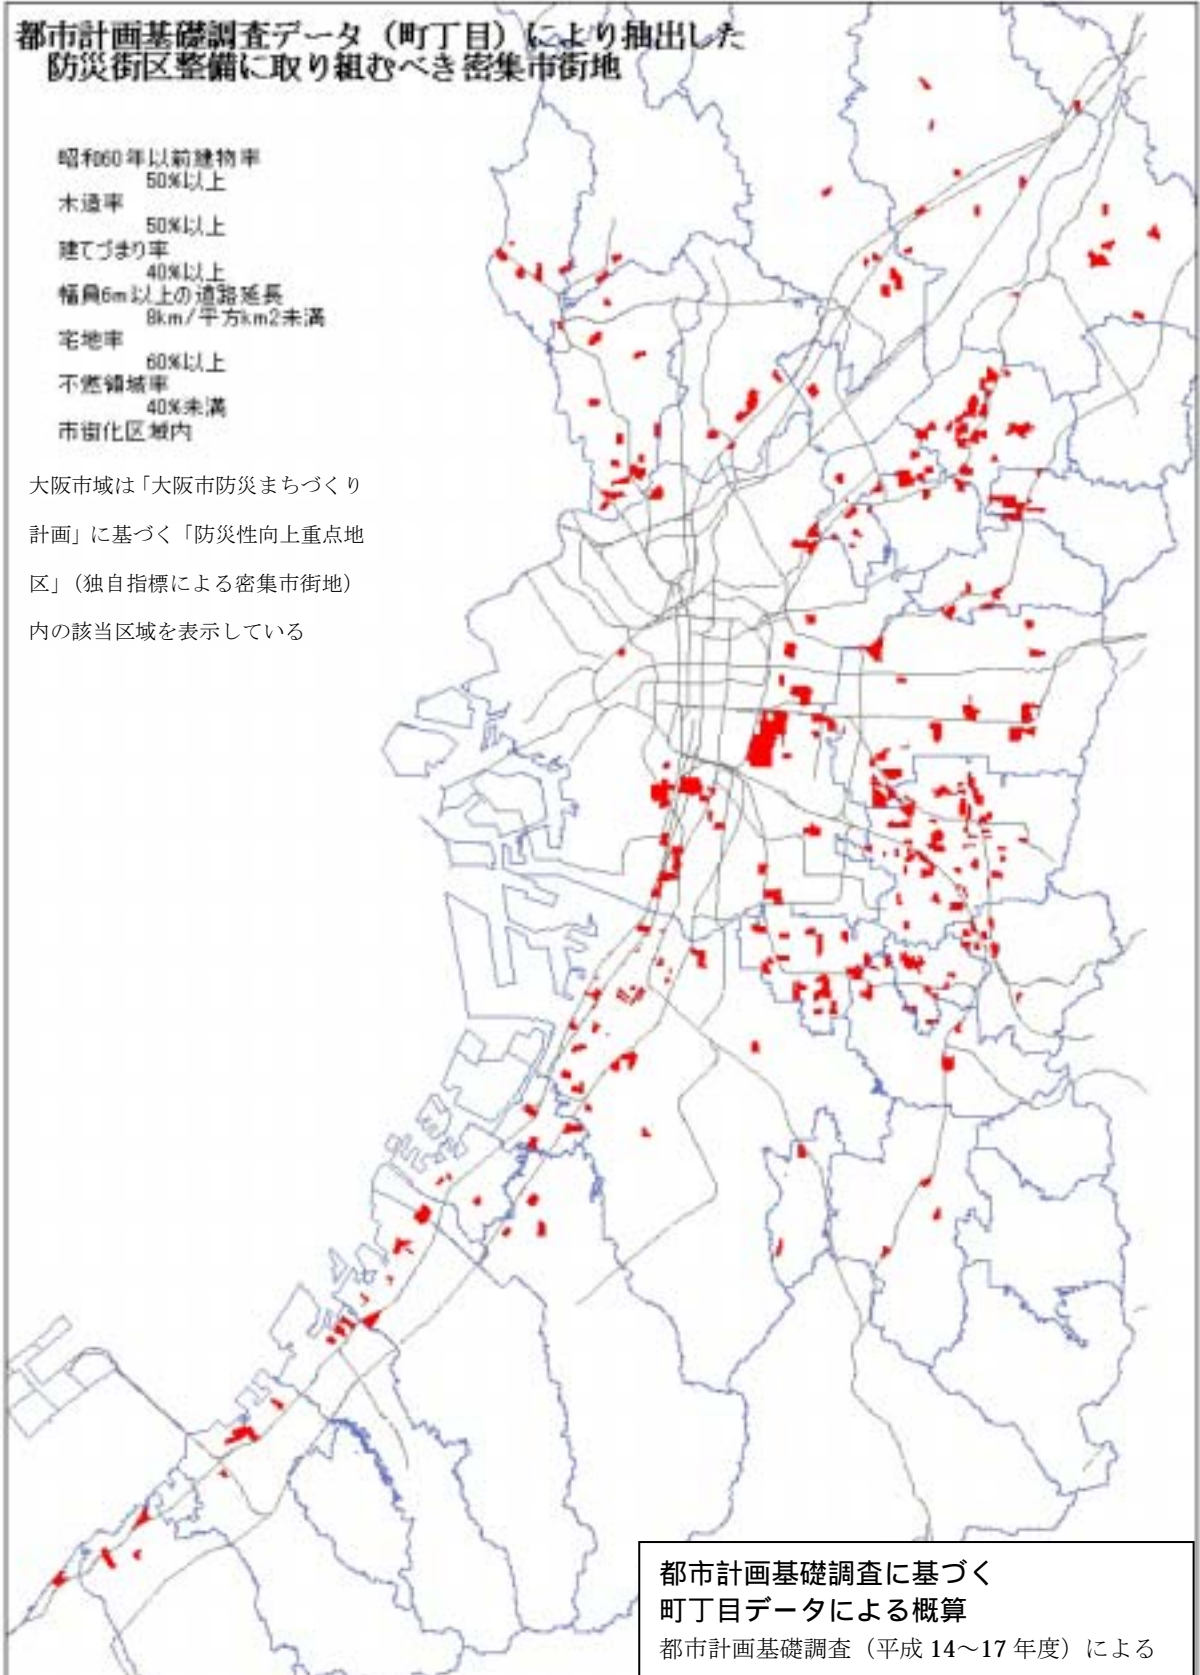 都市計画基礎調査データ（町丁目）により抽出した
防災街区整備に取り組むべき密集市街地
昭和60年以前建物率
50%以上
木造率
50%以上
建てづまり率
40%以上
幅員6m以上の道路延長
8km/平方km2未満
宅地率
60%以上
不燃領域率
40%未満
市街化区域内
大阪市域は「大阪市防災まちづくり
計画」に基づく「防災性向上重点地
区」（独自指標による密集市街地）
内の該当区域を表示している
都市計画基礎調査に基づく
町丁目データによる概算
都市計画基礎調査（平成 14～17 年度）による